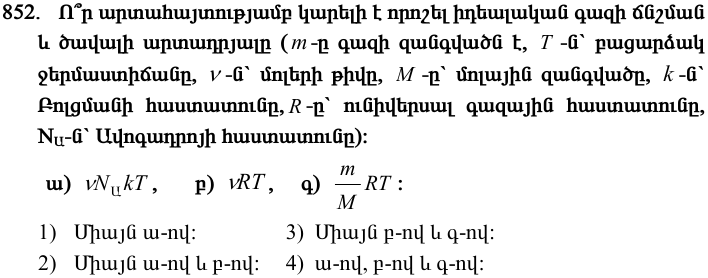 852. Ո՞ր արտահայտությամբ կարելի է որոշել իդեալական գազի ճնշման
և ծավալի արտադրյալը (m-ը գազի զանգվածն է, T -ն՝ բացարձակ
ջերմաստիճանը, ν-ն՝ մոլերի թիվը, M -ը՝ մոլային զանգվածը, k -ն՝
Բոլցմանի հաստատունը, R -ը՝ ունիվերսալ գազային հաստատունը,
Nա-ն՝ Ավոգադրոյի հաստատունը):
ա) νNակT, բ) νRT, գ) m/M RT :
1) Միայն ա-ով: 3) Միայն բ-ով և գ-ով:
2) Միայն ա-ով և բ-ով: 4) ա-ով, բ-ով և գ-ով: